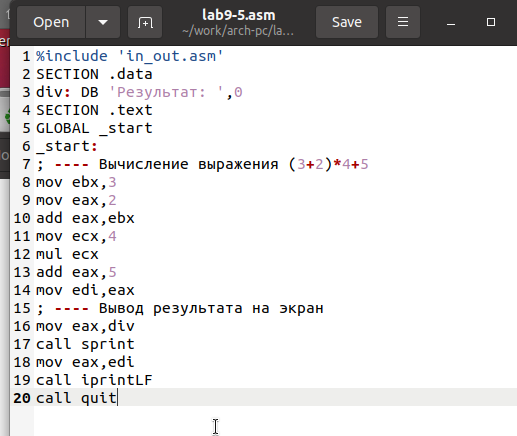 Open
lab9-5.asm
~/work/arch-pc/la...
Save
1 %include 'in_out.asm'
2 SECTION .data
3 div: DB 'Результат: ',0
4 SECTION .text
5 GLOBAL _start
6 _start:
7 ; ---- Вычисление выражения (3+2)*4+5
8 mov ebx,3
9 mov eax,2
10 add eax,ebx
11 mov ecx,4
12 mul ecx
13 add eax,5
14 mov edi,eax
15 ; ---- Вывод результата на экран
16 mov eax,div
17 call sprint
18 mov eax,edi
19 call iprintLF
20 call quit